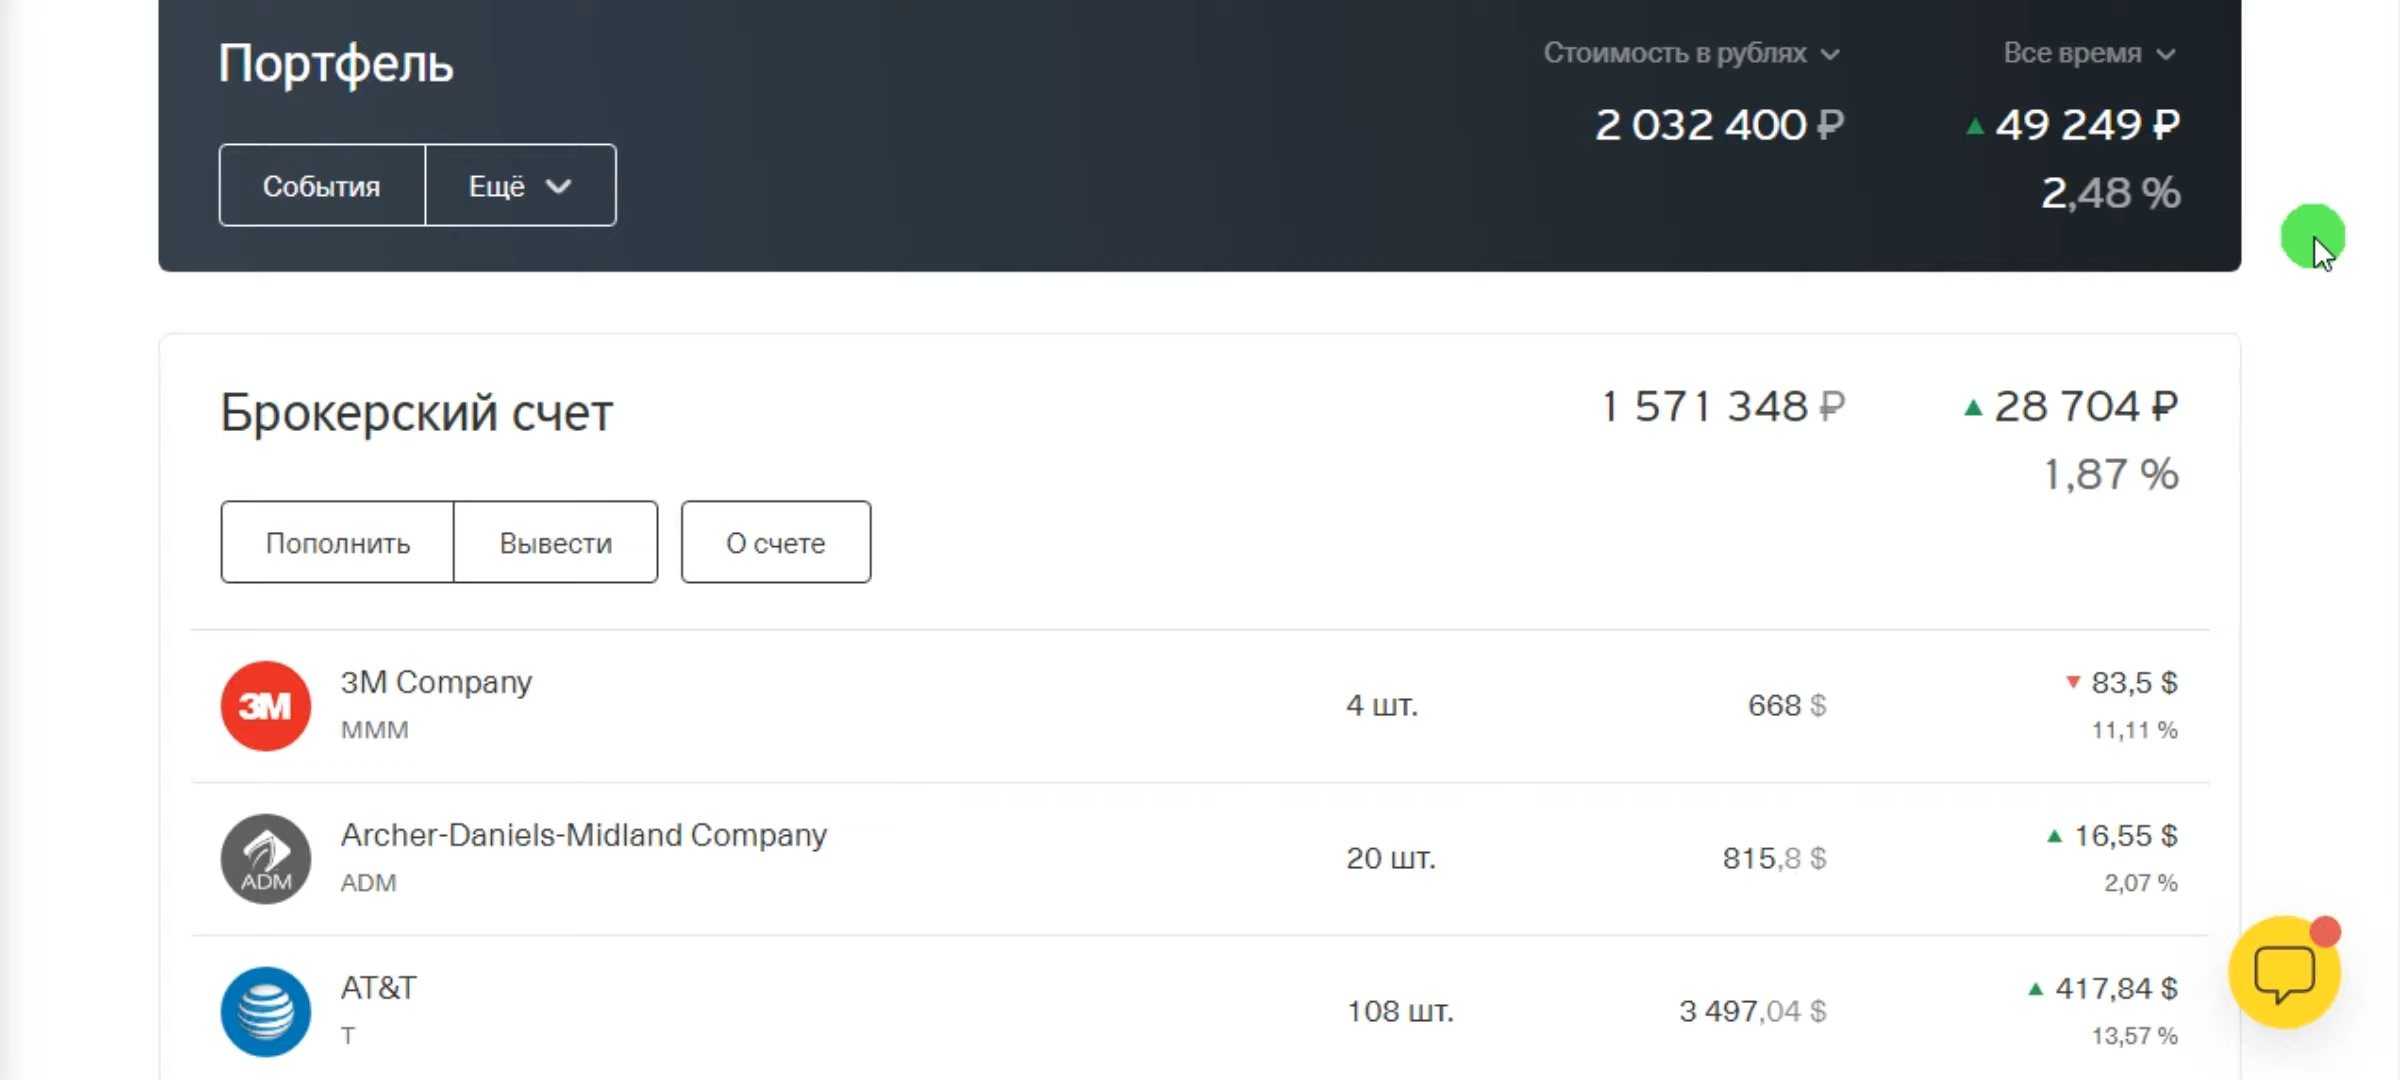 Портфель
Стоимость в рублях
Все время
2 032 400 ₽
49 249 ₽
2,48 %
События
Ещё
Брокерский счет
1 571 348 ₽
28 704 ₽
1,87 %
Пополнить
Вывести
О счете
3M
3M Company
MMM
4 шт.
668 $
83,5 $
11,11 %
ADM
Archer-Daniels-Midland Company
ADM
20 шт.
815,8 $
16,55 $
2,07 %
AT&T
T
108 шт.
3 497,04 $
417,84 $
13,57 %